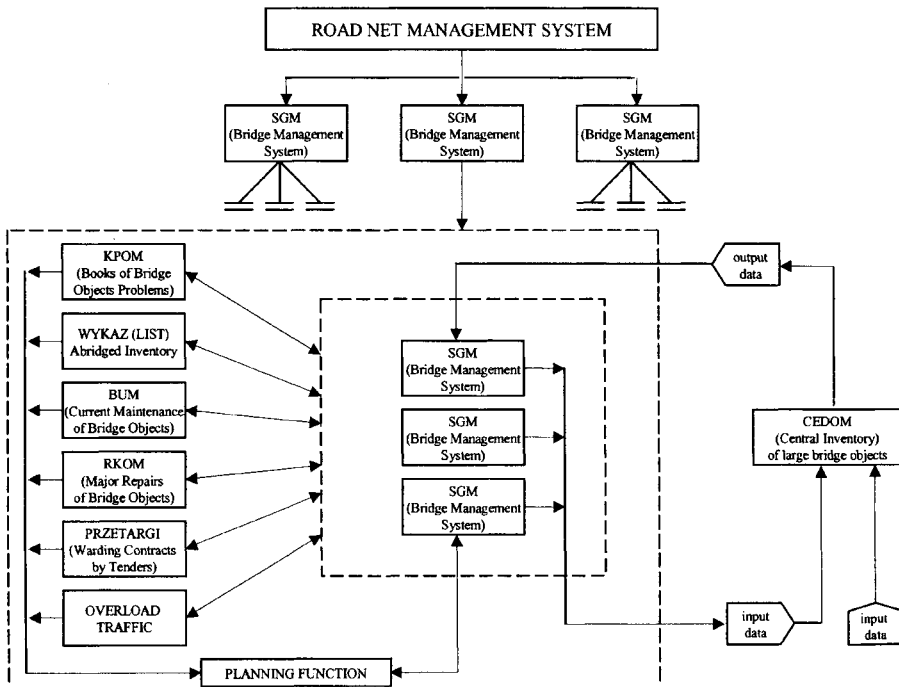 ROAD NET MANAGEMENT SYSTEM
SGM
(Bridge Management
System)
SGM
(Bridge Management
System)
SGM
(Bridge Management
System)
KPOM
(Books of Bridge
Objects Problems)
WYKAZ (LIST)
Abridged Inventory
BUM
(Current Maintenance
of Bridge Objects)
RKOM
(Major Repairs
of Bridge Objects)
PRZETARGI
(Warding Contracts
by Tenders)
OVERLOAD
TRAFFIC
PLANNING FUNCTION
SGM
(Bridge Management
System)
SGM
(Bridge Management
System)
SGM
(Bridge Management
System)
output
data
CEDOM
(Central Inventory)
of large bridge objects
input
data
input
data